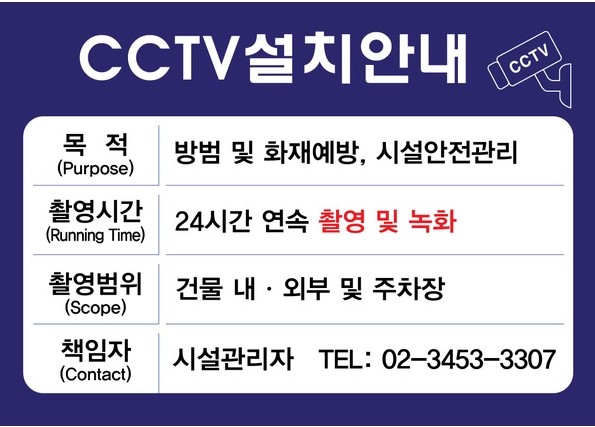 CCTV설치안내
CCTV
목 적
(Purpose)
방범 및 화재예방, 시설안전관리
촬영시간
(Running Time)
24시간 연속 촬영 및 녹화
촬영범위
(Scope)
건물 내 · 외부 및 주차장
책임자
(Contact)
시설관리자 TEL: 02-3453-3307